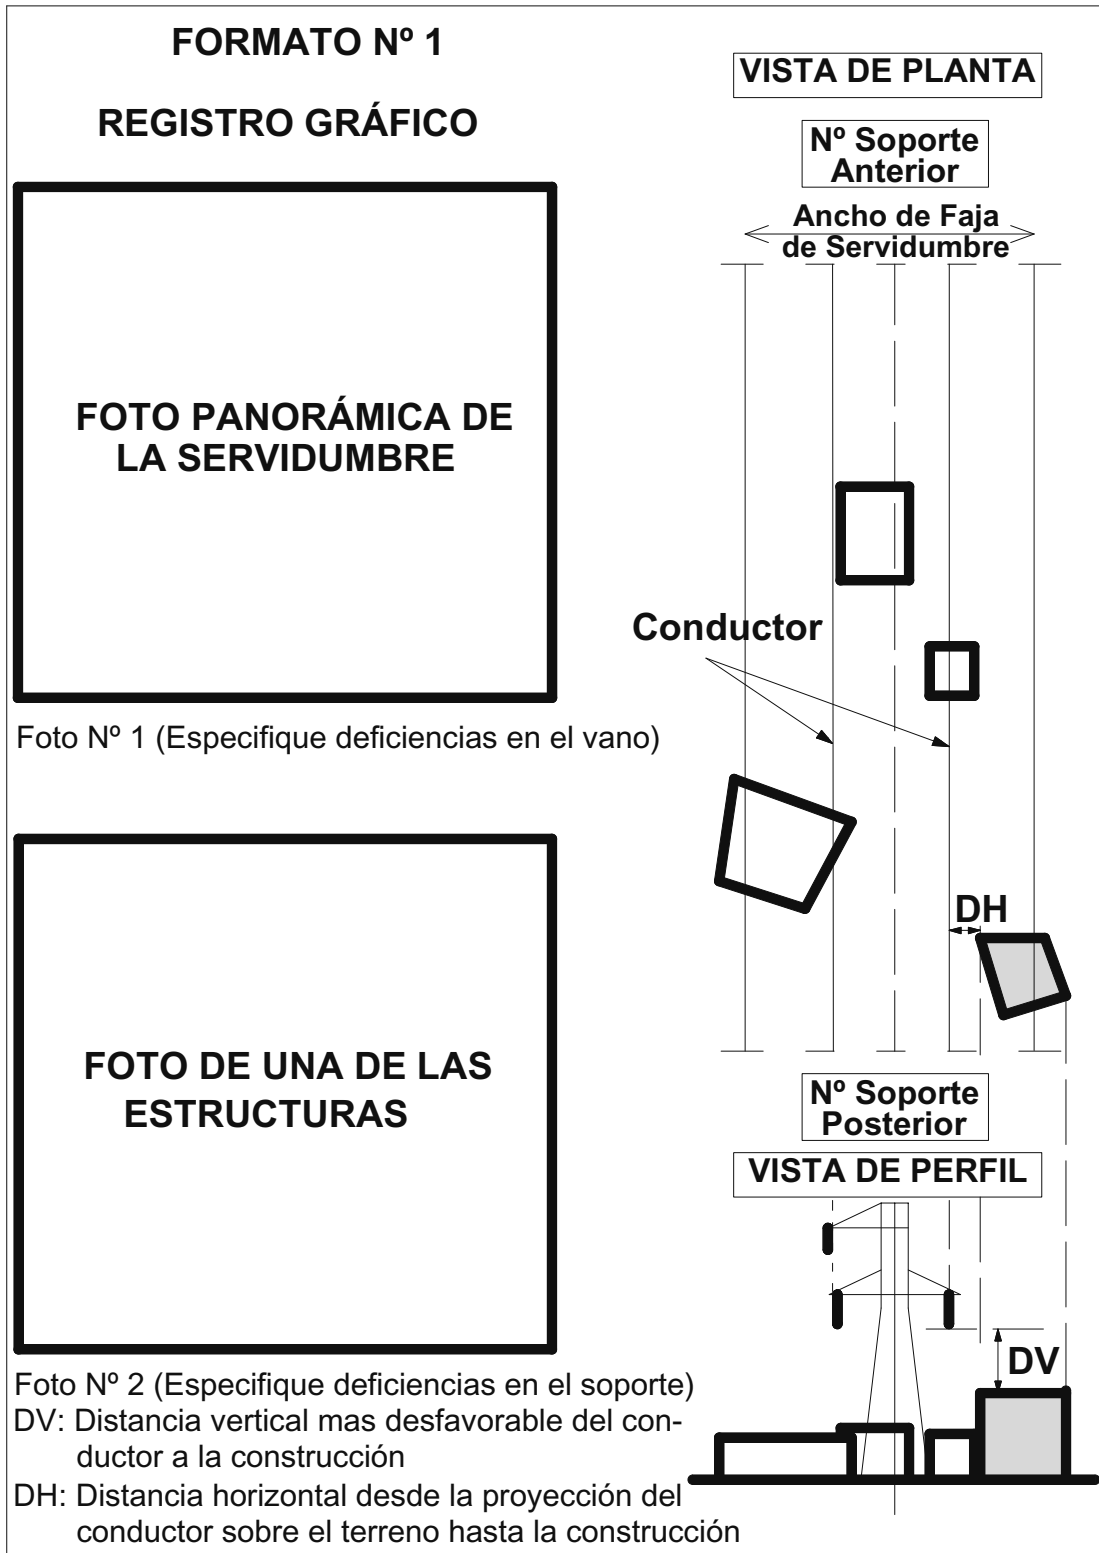 FORMATO Nº 1
REGISTRO GRÁFICO
FOTO PANORÁMICA DE
LA SERVIDUMBRE
Foto Nº 1 (Especifique deficiencias en el vano)
FOTO DE UNA DE LAS
ESTRUCTURAS
Foto Nº 2 (Especifique deficiencias en el soporte)
DV: Distancia vertical mas desfavorable del con-
ductor a la construcción
DH: Distancia horizontal desde la proyección del
conductor sobre el terreno hasta la construcción
VISTA DE PLANTA
Nº Soporte
Anterior
Ancho de Faja
de Servidumbre
Conductor
DH
Nº Soporte
Posterior
VISTA DE PERFIL
DV